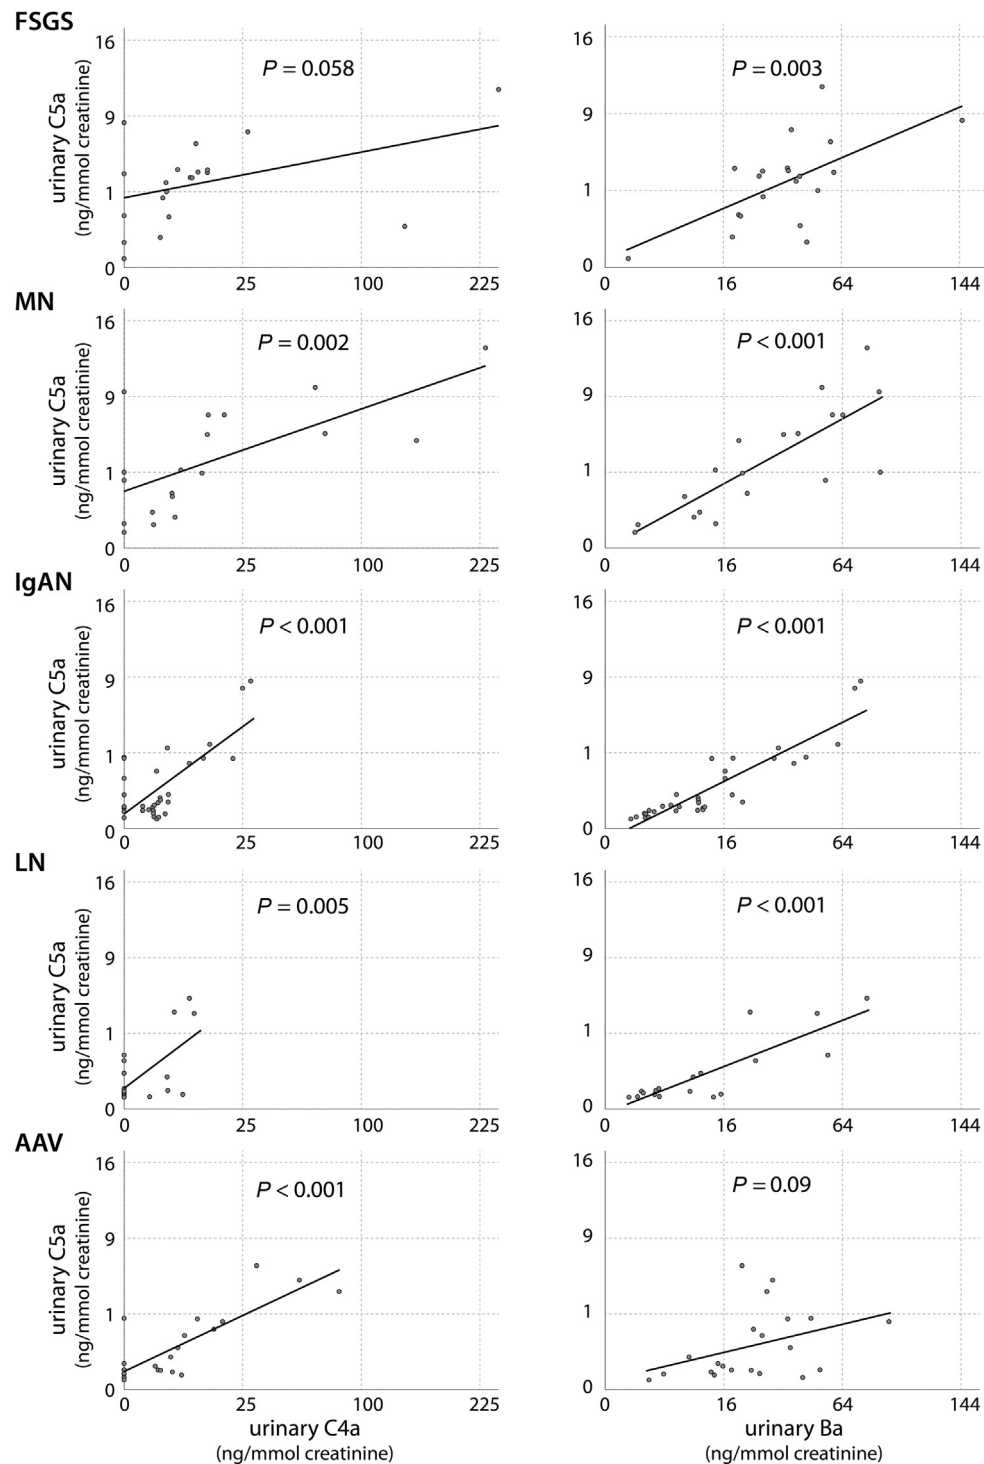 FSGS
urinary C5a
(ng/mmol creatinine)
16
9
1
0
P = 0.058
0 25 100 225
16
9
1
0
P = 0.003
0 16 64 144
MN
urinary C5a
(ng/mmol creatinine)
16
9
1
0
P = 0.002
0 25 100 225
16
9
1
0
P < 0.001
0 16 64 144
IgAN
urinary C5a
(ng/mmol creatinine)
16
9
1
0
P < 0.001
0 25 100 225
16
9
1
0
P < 0.001
0 16 64 144
LN
urinary C5a
(ng/mmol creatinine)
16
9
1
0
P = 0.005
0 25 100 225
16
9
1
0
P < 0.001
0 16 64 144
AAV
urinary C5a
(ng/mmol creatinine)
16
9
1
0
P < 0.001
0 25 100 225
urinary C4a
(ng/mmol creatinine)
16
9
1
0
P = 0.09
0 16 64 144
urinary Ba
(ng/mmol creatinine)